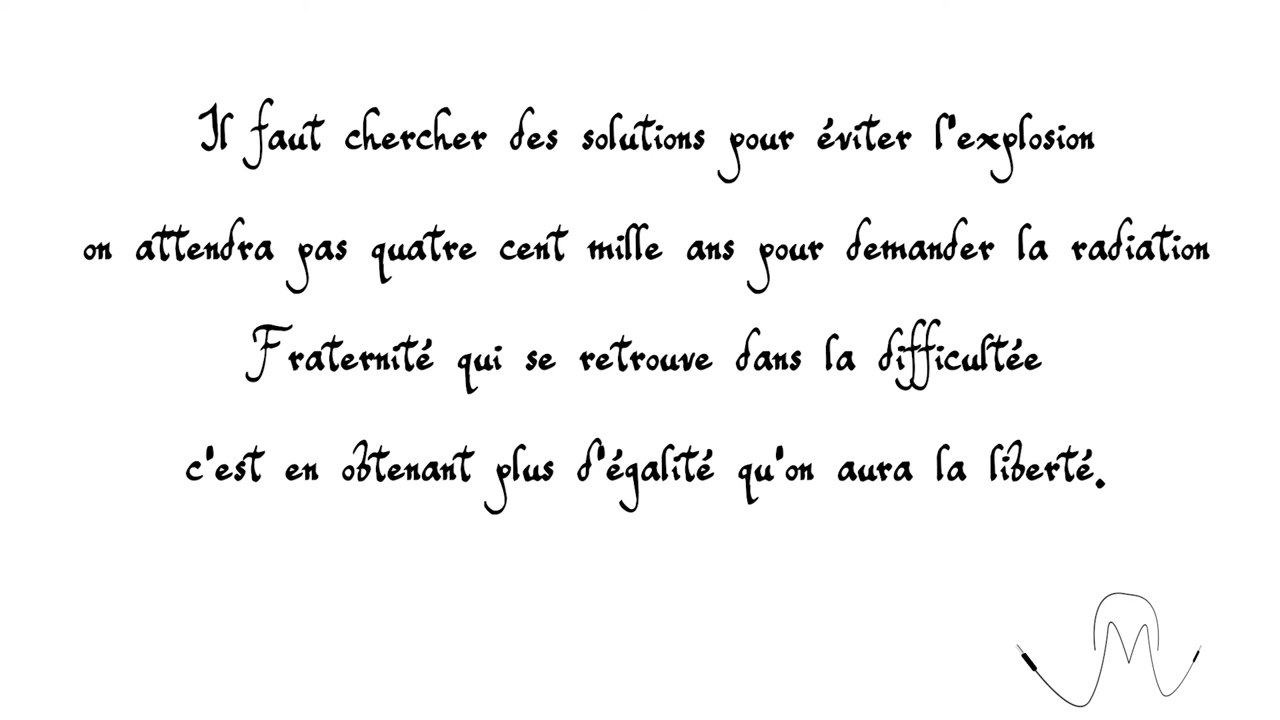 Il faut chercher des solutions pour éviter l'explosion
on attendra pas quatre cent mille ans pour demander la radiation
Fraternité qui se retrouve dans la difficultée
c'est en obtenant plus d'égalité qu'on aura la liberté.